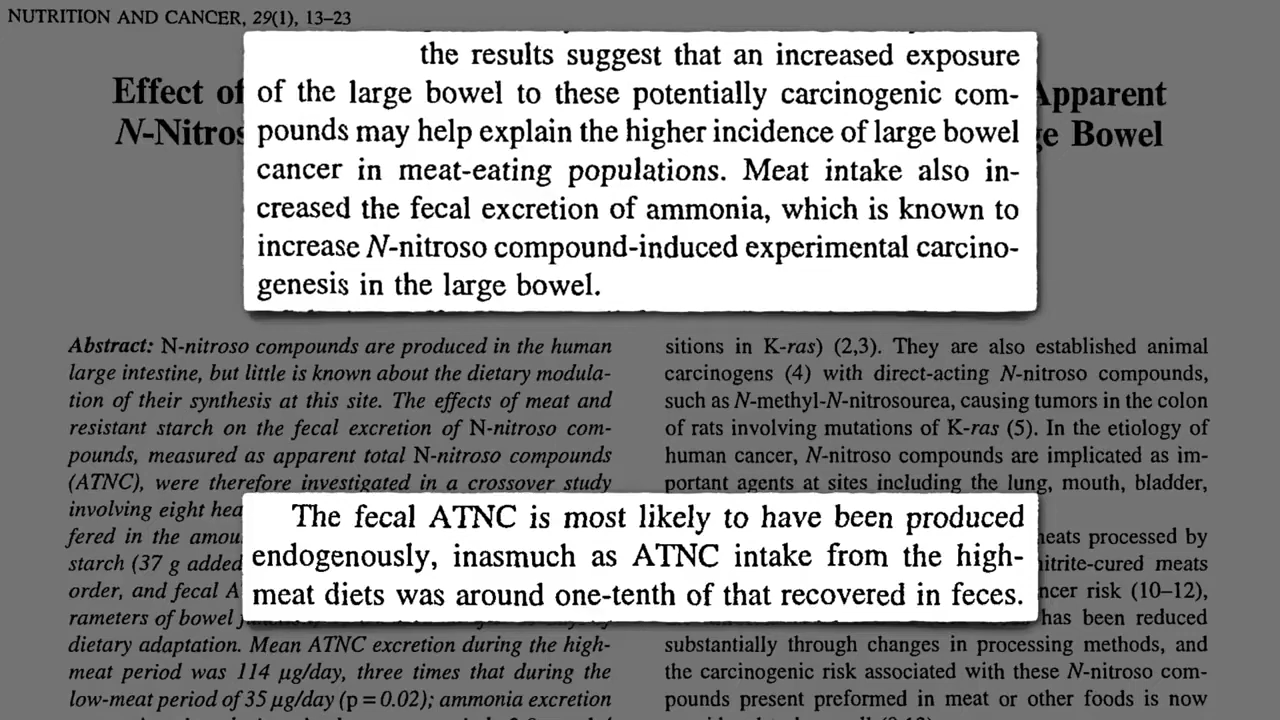 NUTRITION AND CANCER, 29(1), 13–23
Effect of Apparent
N-Nitros ge Bowel
the results suggest that an increased exposure
of the large bowel to these potentially carcinogenic com-
pounds may help explain the higher incidence of large bowel
cancer in meat-eating populations. Meat intake also in-
creased the fecal excretion of ammonia, which is known to
increase N-nitroso compound-induced experimental carcino-
genesis in the large bowel.
Abstract: N-nitroso compounds are produced in the human
large intestine, but little is known about the dietary modula-
tion of their synthesis at this site. The effects of meat and
resistant starch on the fecal excretion of N-nitroso com-
pounds, measured as apparent total N-nitroso compounds
(ATNC), were therefore investigated in a crossover study
involving eight hea
fered in the amou
starch (37 g added
order, and fecal A
rameters of bowel
dietary adaptation. Mean ATNC excretion during the high-
meat period was 114 µg/day, three times that during the
low-meat period of 35 µg/day (p = 0.02); ammonia excretion
The fecal ATNC is most likely to have been produced
endogenously, inasmuch as ATNC intake from the high-
meat diets was around one-tenth of that recovered in feces.
sitions in K-ras) (2,3). They are also established animal
carcinogens (4) with direct-acting N-nitroso compounds,
such as N-methyl-N-nitrosourea, causing tumors in the colon
of rats involving mutations of K-ras (5). In the etiology of
human cancer, N-nitroso compounds are implicated as im-
portant agents at sites including the lung, mouth, bladder,
eats processed by
itrite-cured meats
ncer risk (10–12),
has been reduced
substantially through changes in processing methods, and
the carcinogenic risk associated with these N-nitroso com-
pounds present preformed in meat or other foods is now